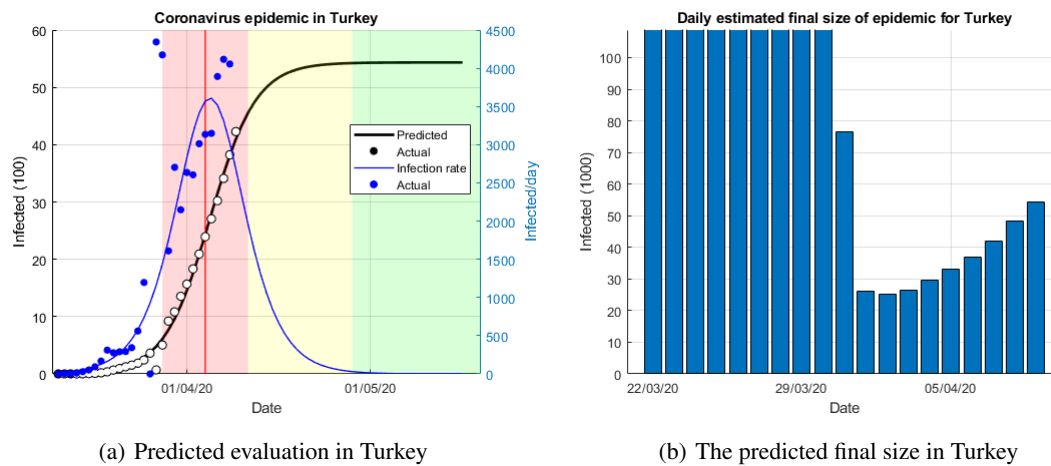 Coronavirus epidemic in Turkey
60
50
40
30
20
10
0
Infected (100)
4500
4000
3500
3000
2500
2000
1500
1000
500
0
Infected/day
Predicted
Actual
Infection rate
Actual
01/04/20
01/05/20
Date
(a) Predicted evaluation in Turkey
Daily estimated final size of epidemic for Turkey
100
90
80
70
60
50
40
30
20
10
0
Infected (1000)
22/03/20
29/03/20
05/04/20
Date
(b) The predicted final size in Turkey